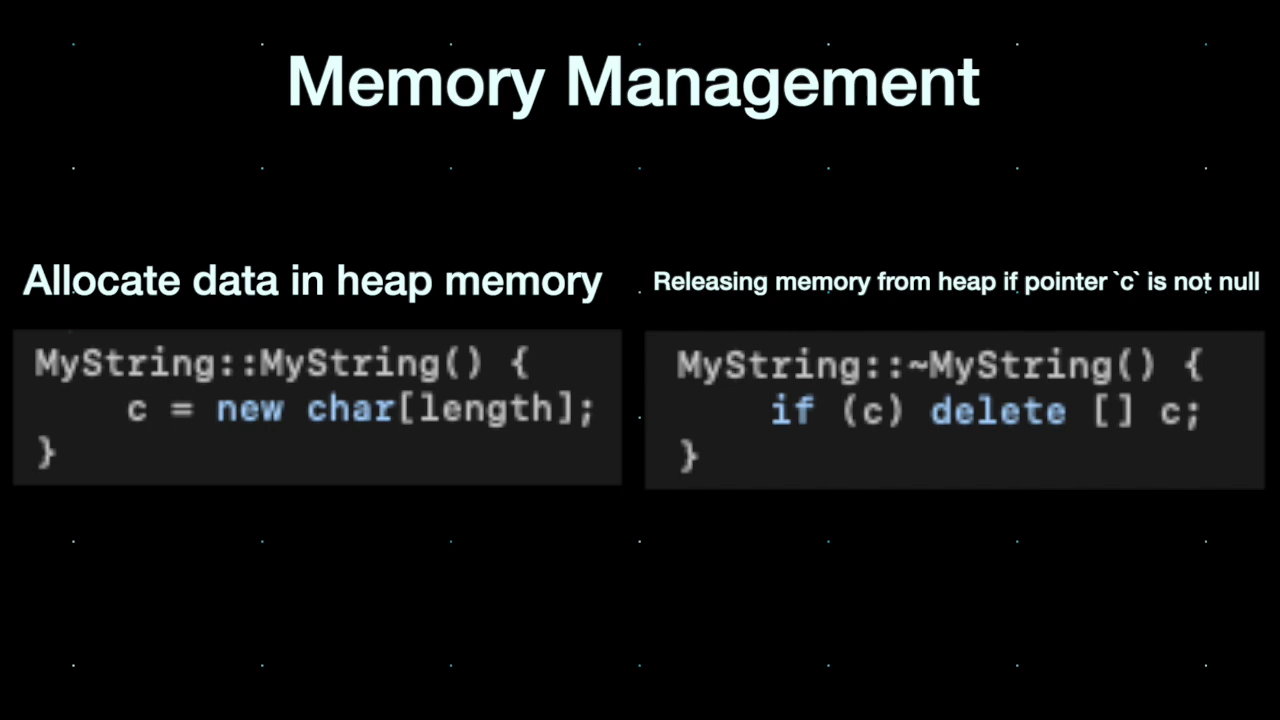 Memory Management
Allocate data in heap memory
MyString::MyString() {
c = new char[length];
}
Releasing memory from heap if pointer `c` is not null
MyString::~MyString() {
if (c) delete [] c;
}